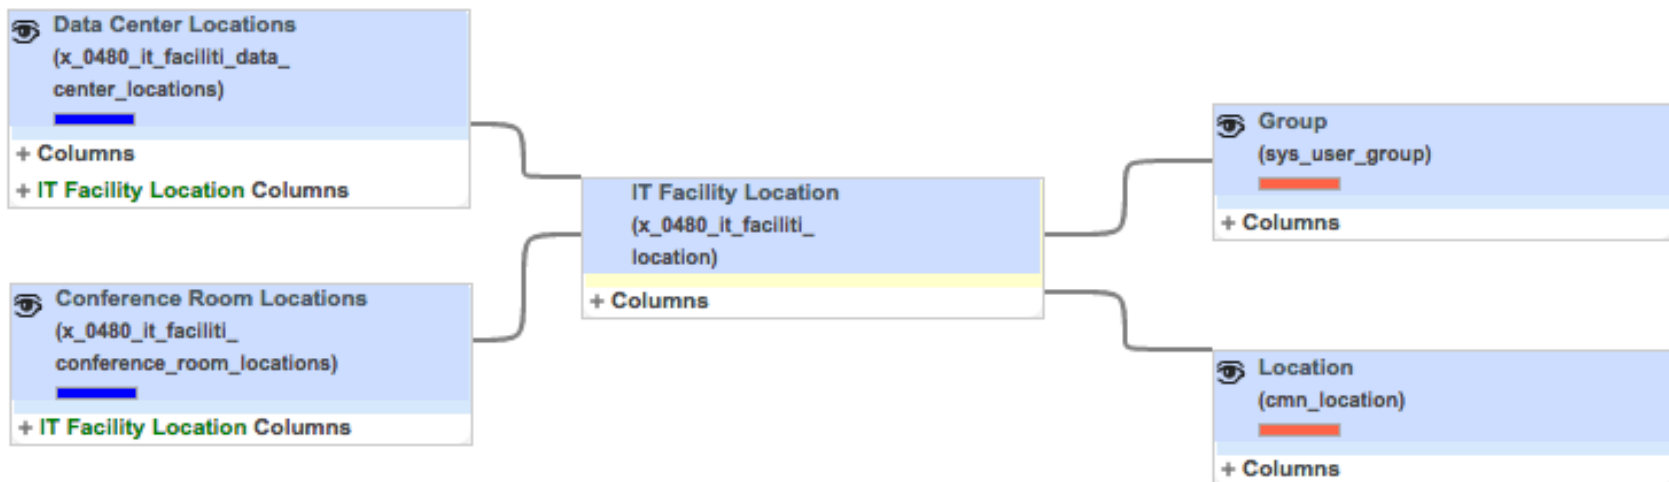 Data Center Locations
(x_0480_it_faciliti_data_
center_locations)
+ Columns
+ IT Facility Location Columns
Conference Room Locations
(x_0480_it_faciliti_
conference_room_locations)
+ IT Facility Location Columns
IT Facility Location
(x_0480_it_faciliti_
location)
+ Columns
Group
(sys_user_group)
+ Columns
Location
(cmn_location)
+ Columns